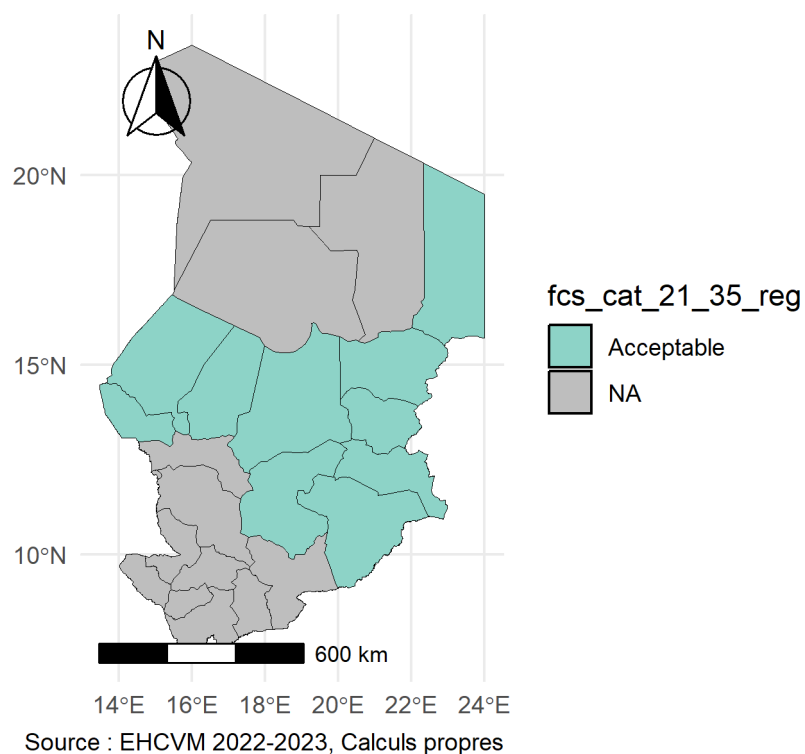 N
20°N
15°N
10°N
fcs_cat_21_35_reg
Acceptable
NA
600 km
14°E 16°E 18°E 20°E 22°E 24°E
Source : EHCVM 2022-2023, Calculs propres